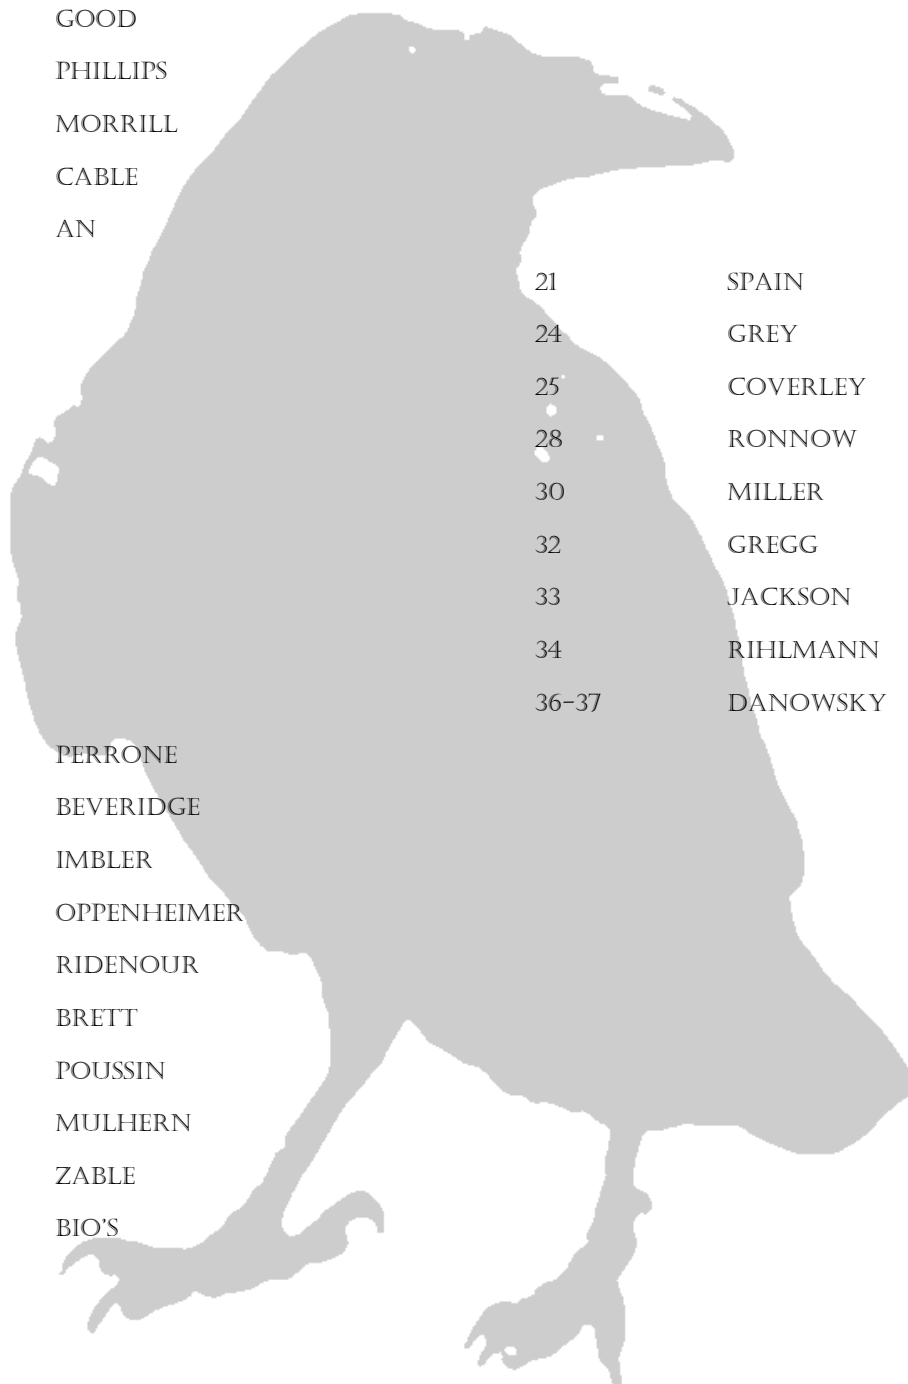 GOOD
PHILLIPS
MORRILL
CABLE
AN
21 SPAIN
24 GREY
25 COVERLEY
28 RONNOW
30 MILLER
32 GREGG
33 JACKSON
34 RIHLMANN
36-37 DANOWSKY
PERRONE
BEVERIDGE
IMBLER
OPPENHEIMER
RIDENOUR
BRETT
POUSSIN
MULHERN
ZABLE
BIO'S